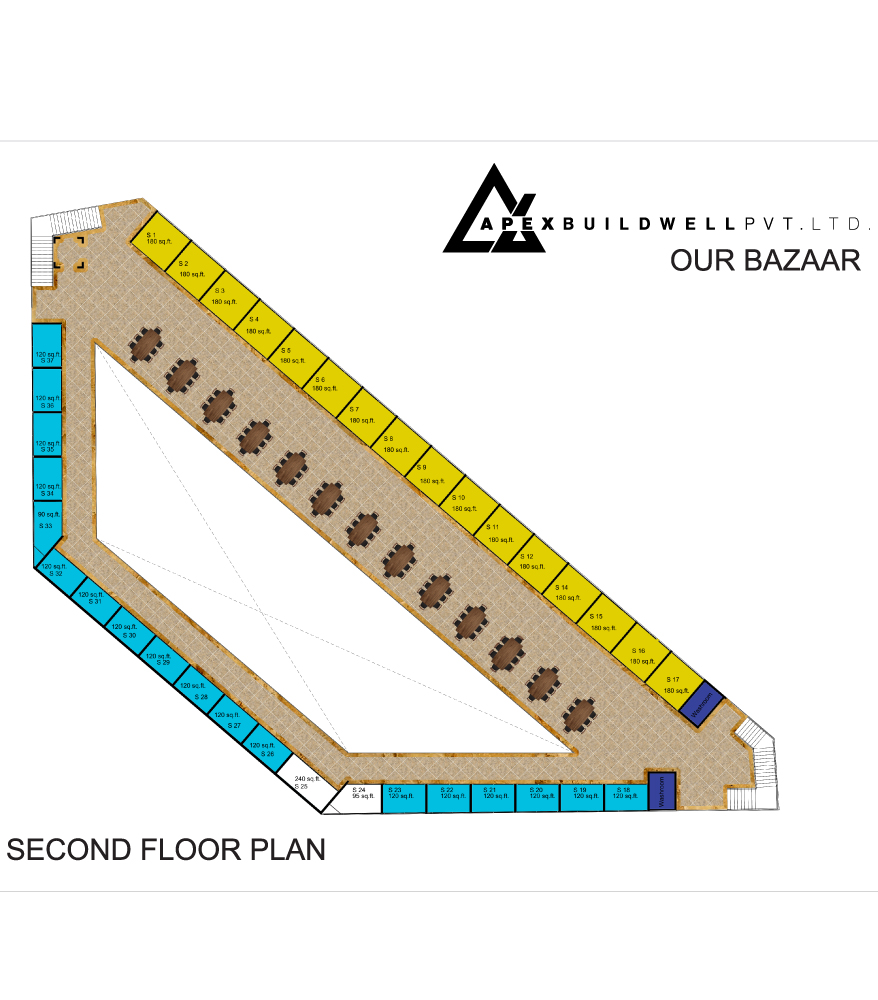 APEXBUILDWELLPVT.LTD.
OUR BAZAAR
S 1
180 sq.ft.
S 2
180 sq.ft.
S 3
180 sq.ft.
S 4
180 sq.ft.
S 5
180 sq.ft.
S 6
180 sq.ft.
S 7
180 sq.ft.
S 8
180 sq.ft.
S 9
180 sq.ft.
S 10
180 sq.ft.
S 11
180 sq.ft.
S 12
180 sq.ft.
S 14
180 sq.ft.
S 15
180 sq.ft.
S 16
180 sq.ft.
S 17
180 sq.ft.
Washroom
120 sq.ft.
S 37
120 sq.ft.
S 36
120 sq.ft.
S 35
120 sq.ft.
S 34
90 sq.ft.
S 33
120 sq.ft.
S 32
120 sq.ft.
S 31
120 sq.ft.
S 30
120 sq.ft.
S 29
120 sq.ft.
S 28
120 sq.ft.
S 27
120 sq.ft.
S 26
240 sq.ft.
S 25
S 24
95 sq.ft.
S 23
120 sq.ft.
S 22
120 sq.ft.
S 21
120 sq.ft.
S 20
120 sq.ft.
S 19
120 sq.ft.
S 18
120 sq.ft.
Washroom
SECOND FLOOR PLAN